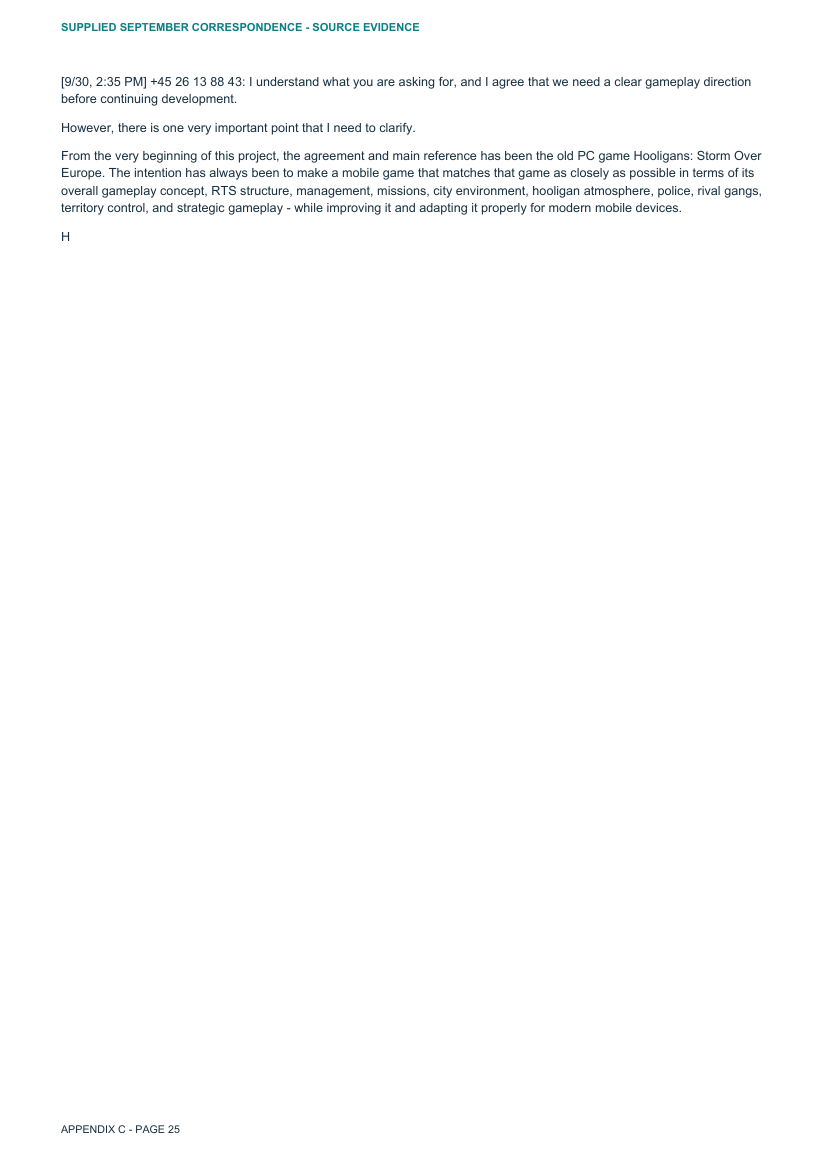 SUPPLIED SEPTEMBER CORRESPONDENCE - SOURCE EVIDENCE
[9/30, 2:35 PM] +45 26 13 88 43: I understand what you are asking for, and I agree that we need a clear gameplay direction
before continuing development.
However, there is one very important point that I need to clarify.
From the very beginning of this project, the agreement and main reference has been the old PC game Hooligans: Storm Over
Europe. The intention has always been to make a mobile game that matches that game as closely as possible in terms of its
overall gameplay concept, RTS structure, management, missions, city environment, hooligan atmosphere, police, rival gangs,
territory control, and strategic gameplay - while improving it and adapting it properly for modern mobile devices.
H
APPENDIX C - PAGE 25